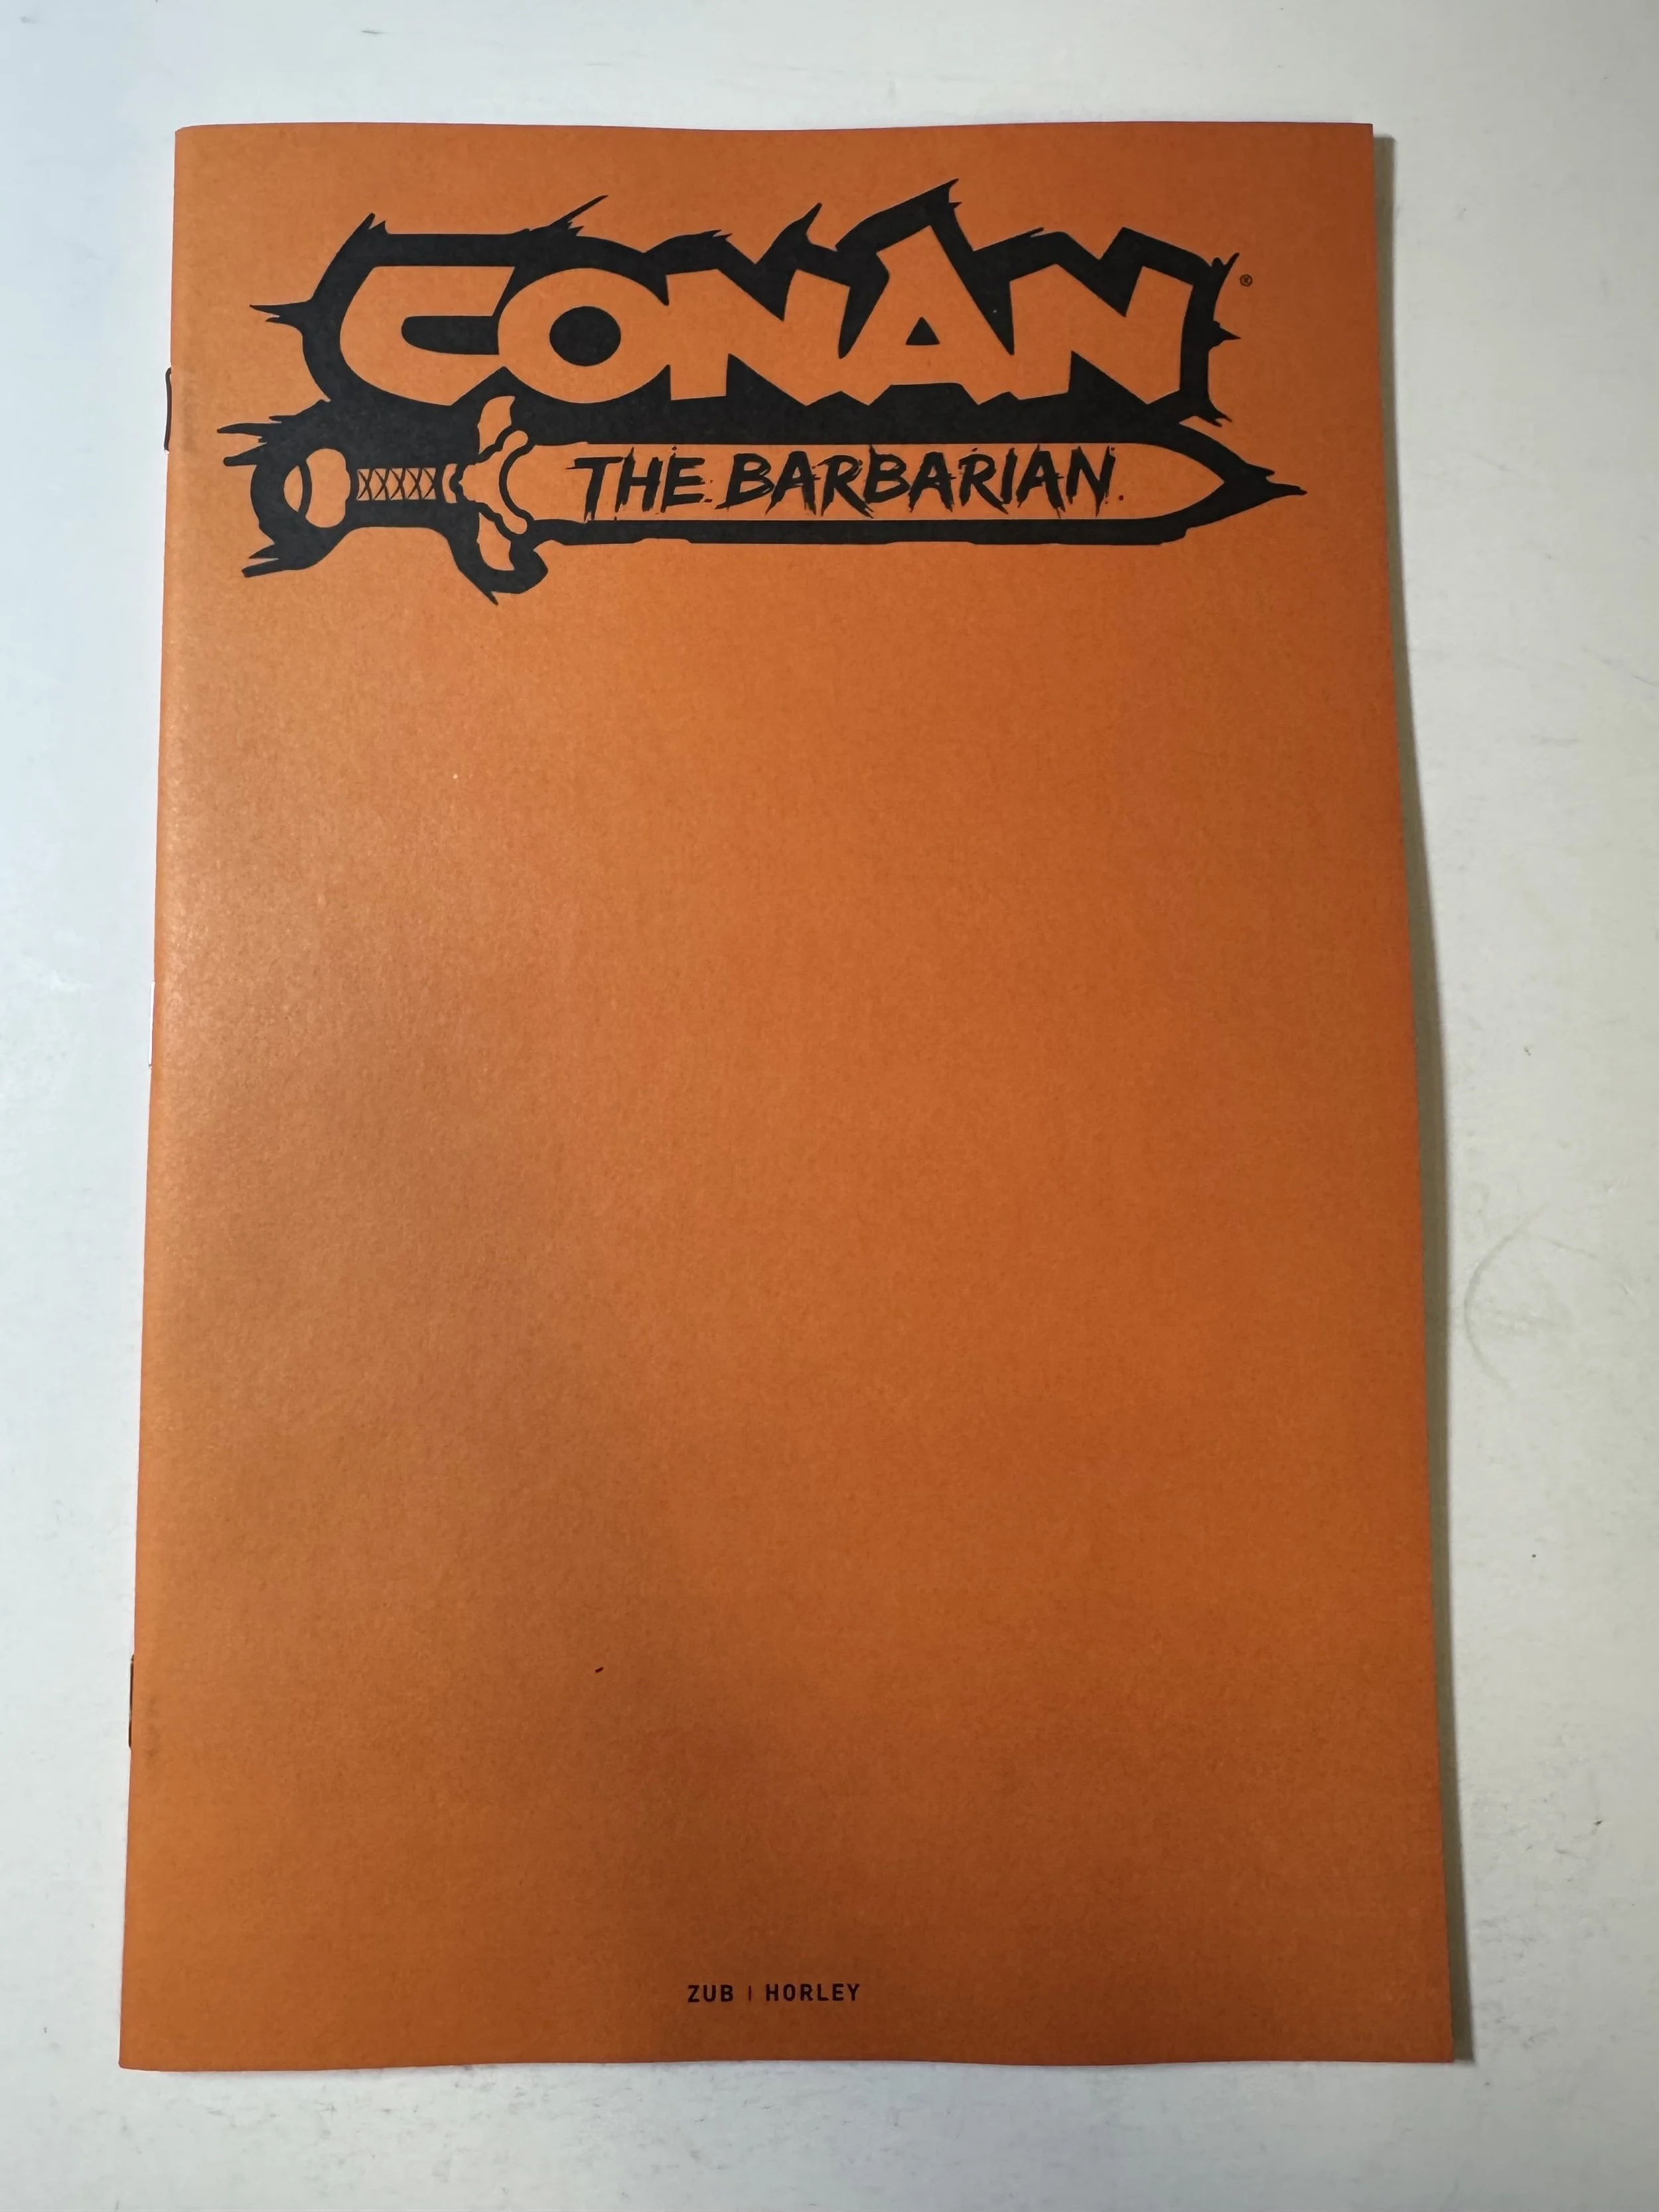 CONAN®
THE BARBARIAN.
ZUB | HORLEY